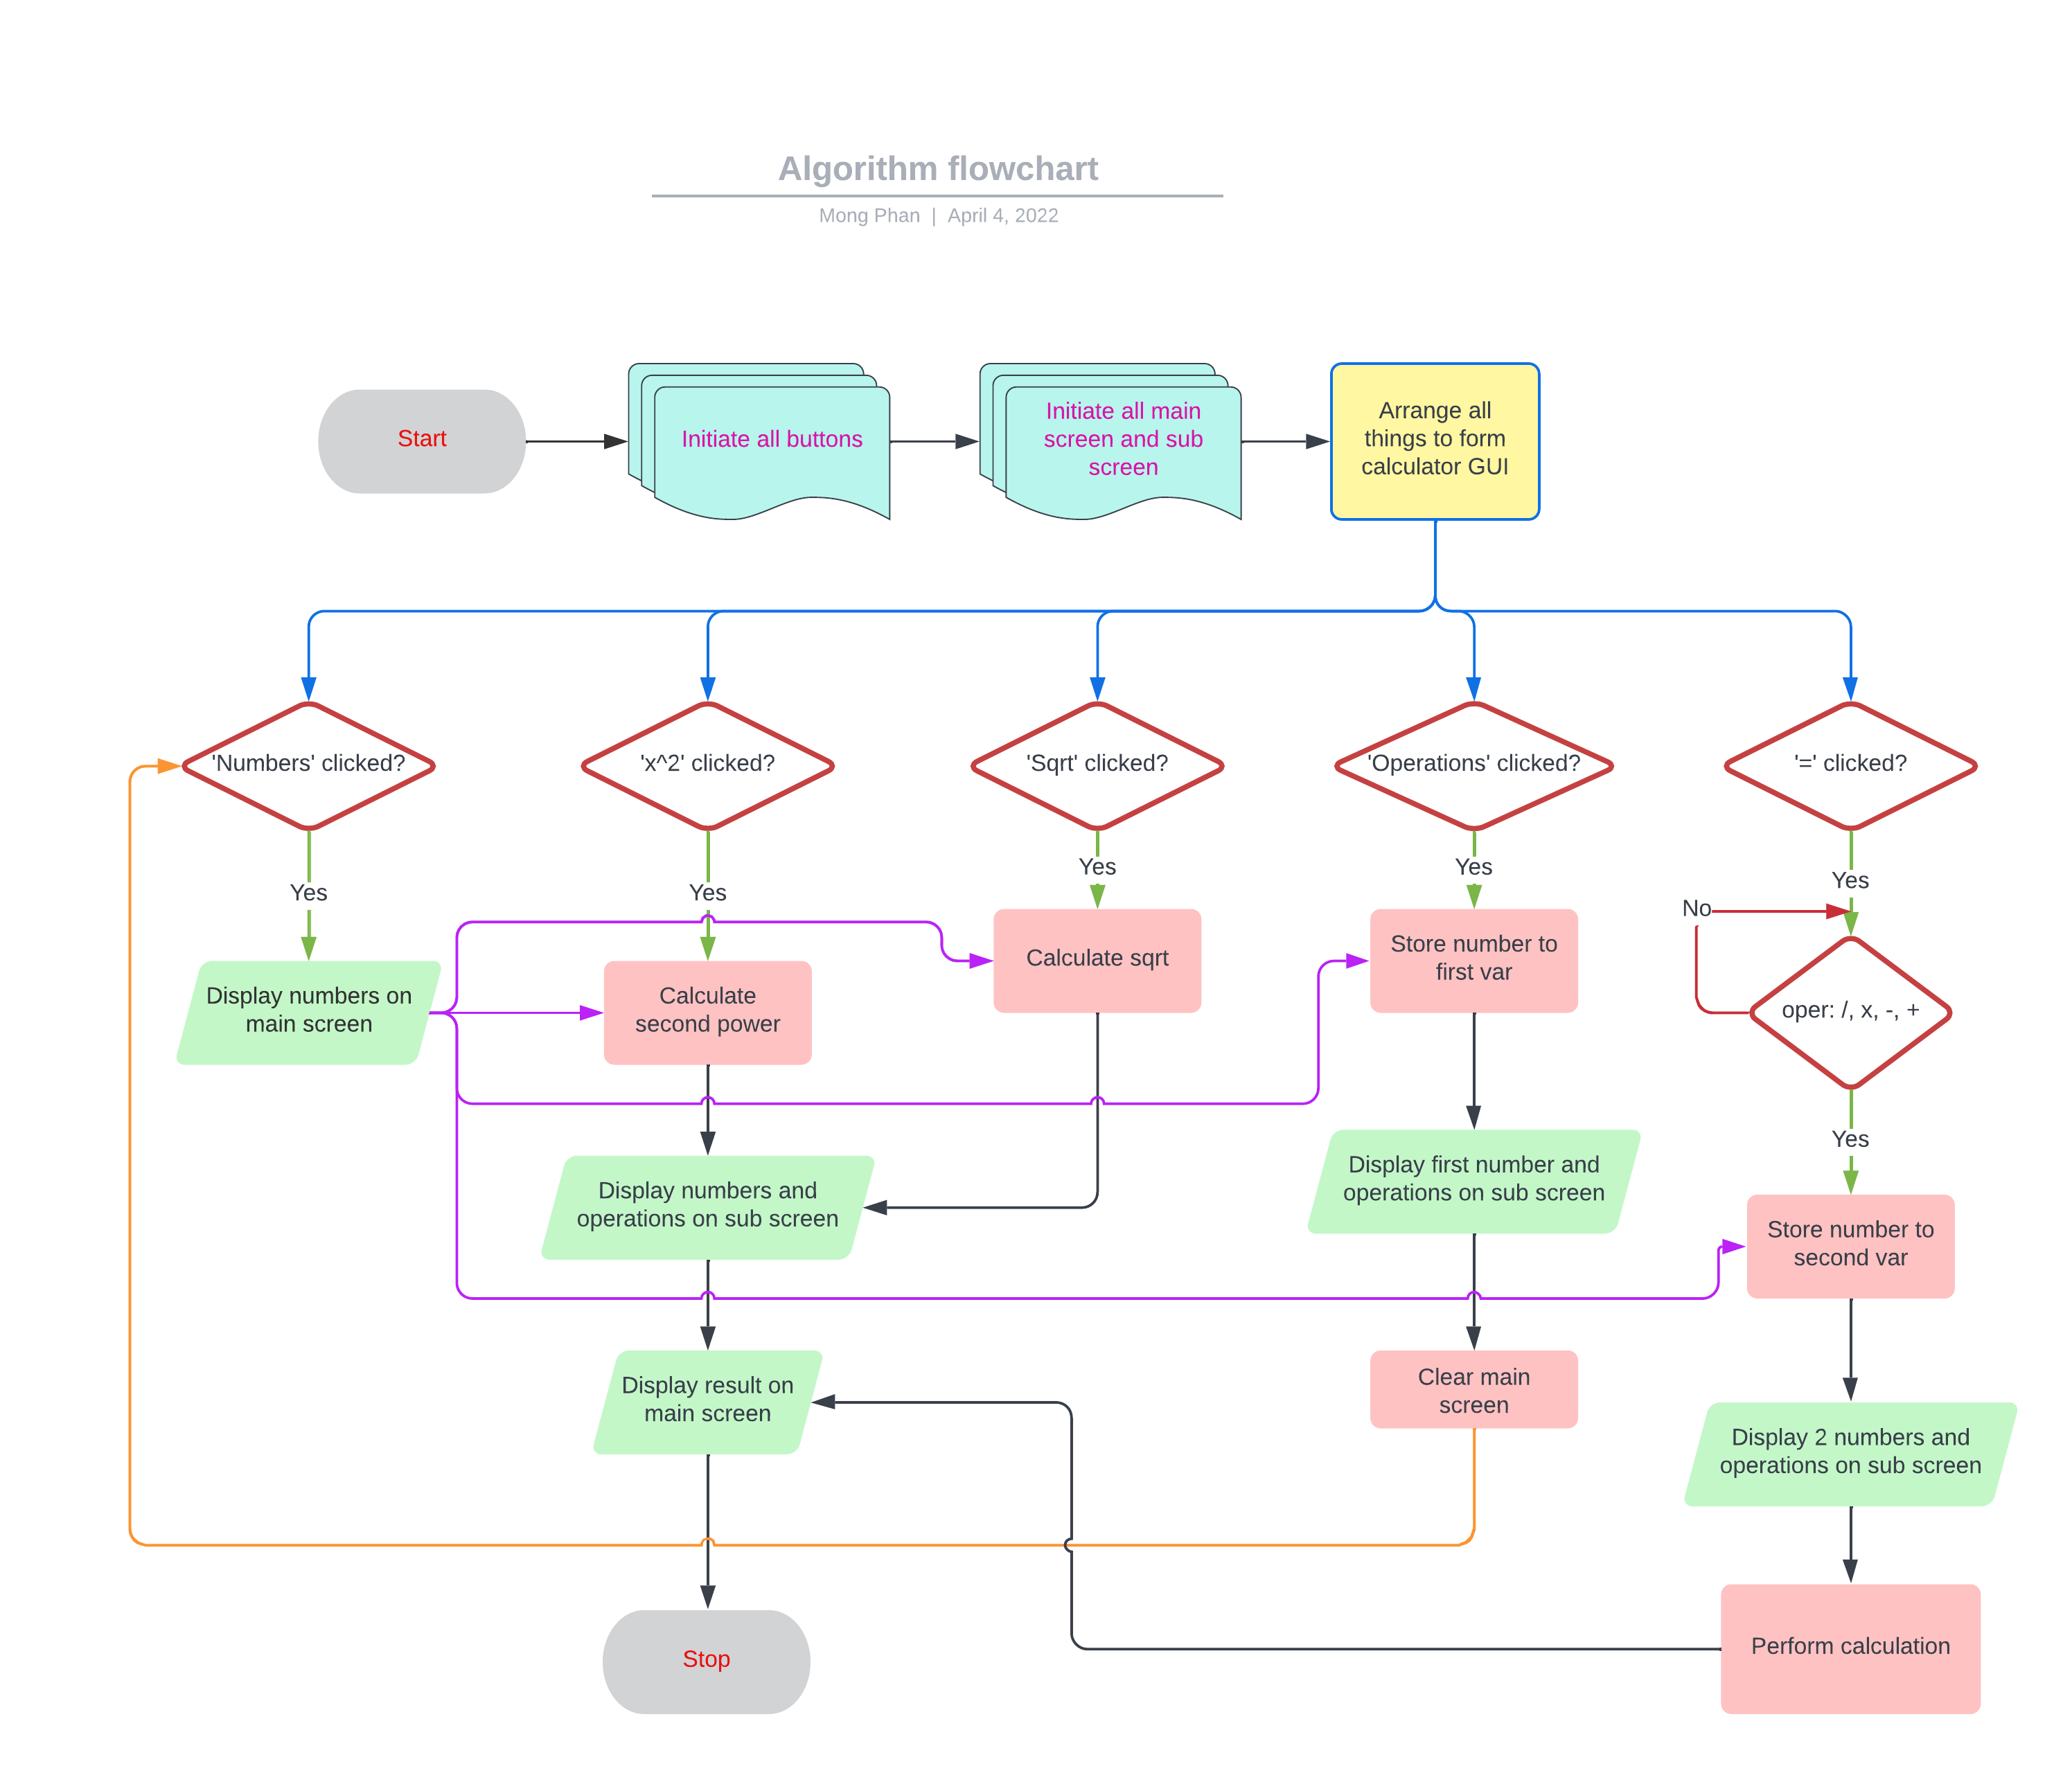 Algorithm flowchart
Mong Phan | April 4, 2022
Start
Initiate all buttons
Initiate all main
screen and sub
screen
Arrange all
things to form
calculator GUI
'Numbers' clicked?
'x^2' clicked?
'Sqrt' clicked?
'Operations' clicked?
'=' clicked?
Yes
Yes
Yes
Yes
Yes
No
Display numbers on
main screen
Calculate
second power
Calculate sqrt
Store number to
first var
oper: /, x, -, +
Yes
Display numbers and
operations on sub screen
Display first number and
operations on sub screen
Store number to
second var
Display result on
main screen
Clear main
screen
Display 2 numbers and
operations on sub screen
Stop
Perform calculation